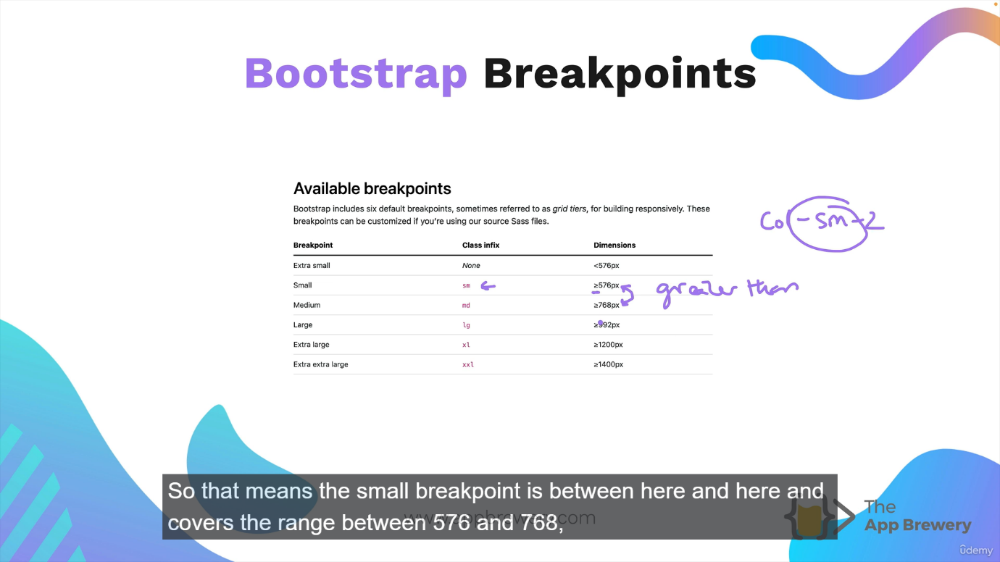 Bootstrap Breakpoints
Available breakpoints
Bootstrap includes six default breakpoints, sometimes referred to as grid tiers, for building responsively. These
breakpoints can be customized if you're using our source Sass files.
Breakpoint Class infix Dimensions
Extra small None <576px
Small sm ≥576px
Medium md ≥768px
Large lg ≥992px
Extra large xl ≥1200px
Extra extra large xxl ≥1400px
Col-sm-2
greater than
So that means the small breakpoint is between here and here and
covers the range between 576 and 768,
www.appbrewery.com
The
App Brewery
udemy